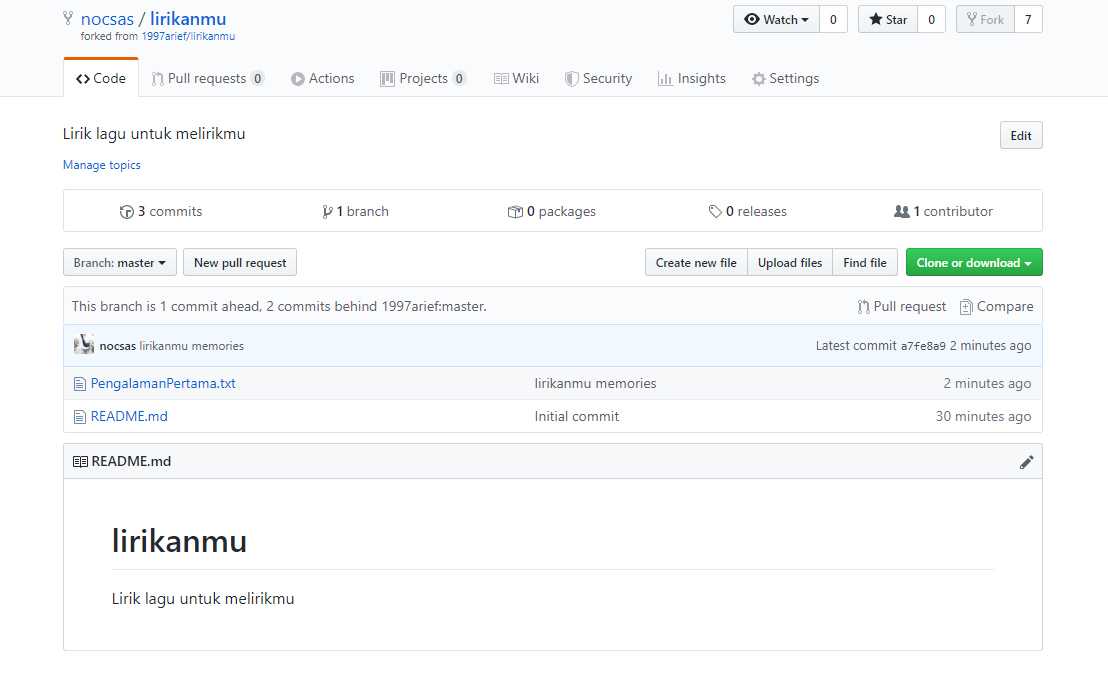 nocsas / lirikanmu
forked from 1997arief/lirikanmu
Watch 0 Star 0 Fork 7
Code Pull requests 0 Actions Projects 0 Wiki Security Insights Settings
Lirik lagu untuk melirikmu Edit
Manage topics
3 commits 1 branch 0 packages 0 releases 1 contributor
Branch: master New pull request Create new file Upload files Find file Clone or download
This branch is 1 commit ahead, 2 commits behind 1997arief:master. Pull request Compare
nocsas lirikanmu memories Latest commit a7fe8a9 2 minutes ago
PengalamanPertama.txt lirikanmu memories 2 minutes ago
README.md Initial commit 30 minutes ago
README.md
lirikanmu
Lirik lagu untuk melirikmu